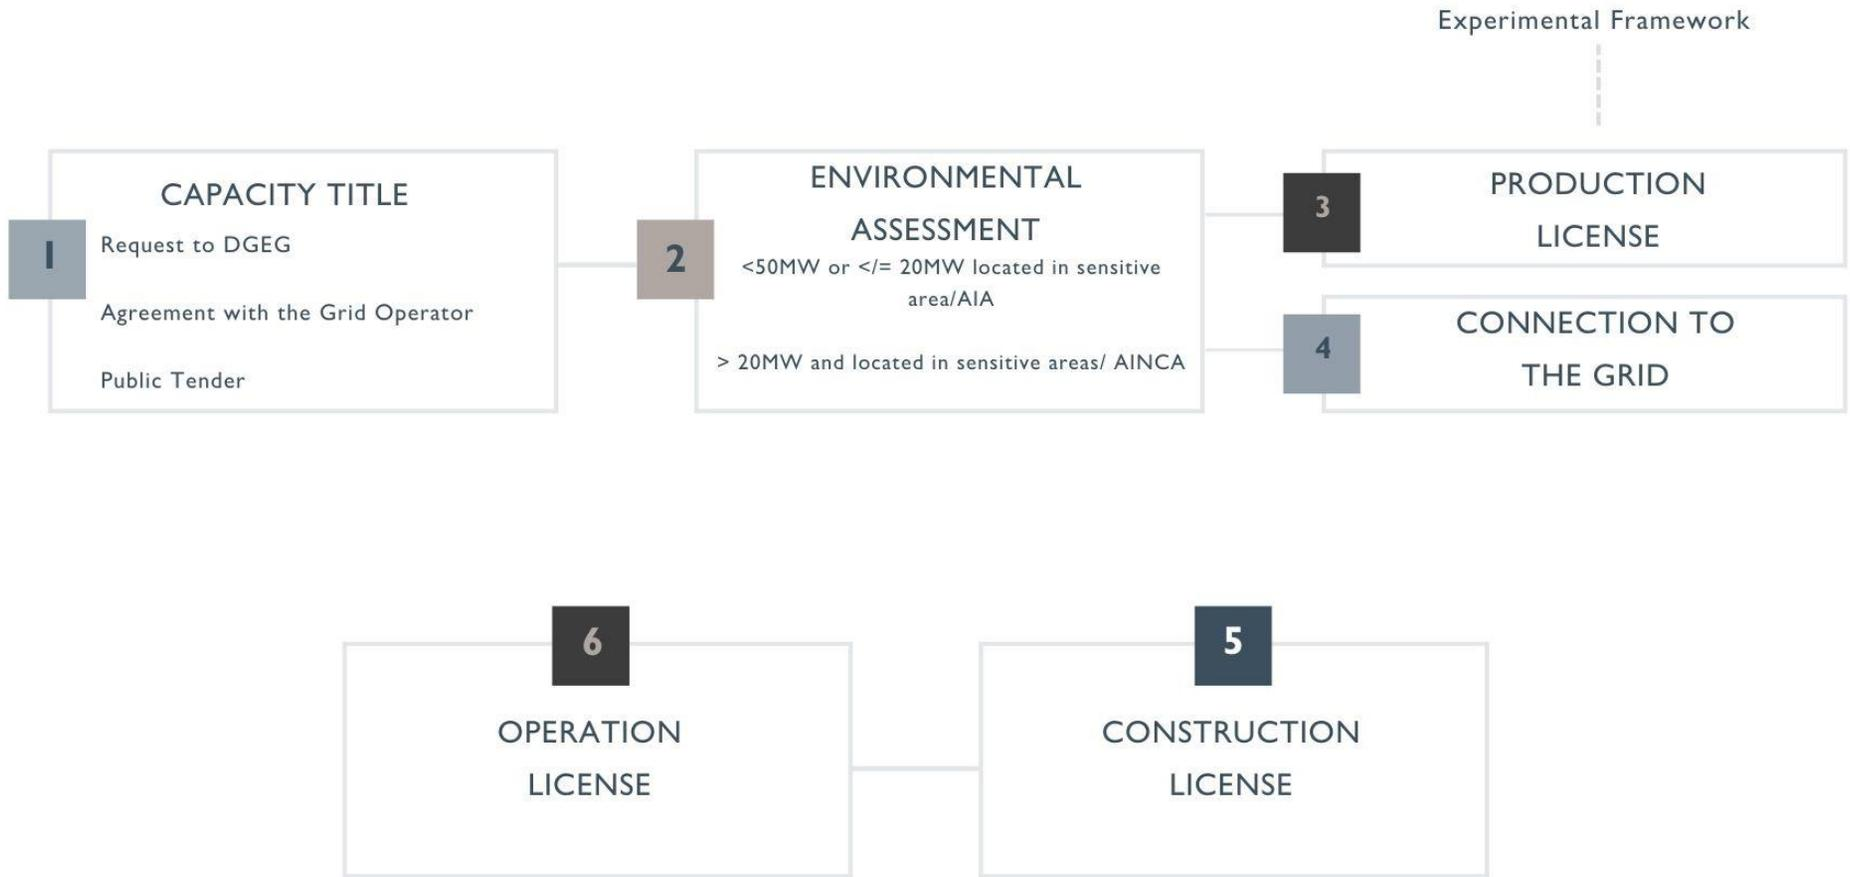 Experimental Framework
1
CAPACITY TITLE
Request to DGEG
Agreement with the Grid Operator
Public Tender
2
ENVIRONMENTAL
ASSESSMENT
<50MW or </= 20MW located in sensitive
area/AIA
> 20MW and located in sensitive areas/ AINCA
3
PRODUCTION
LICENSE
4
CONNECTION TO
THE GRID
6
OPERATION
LICENSE
5
CONSTRUCTION
LICENSE